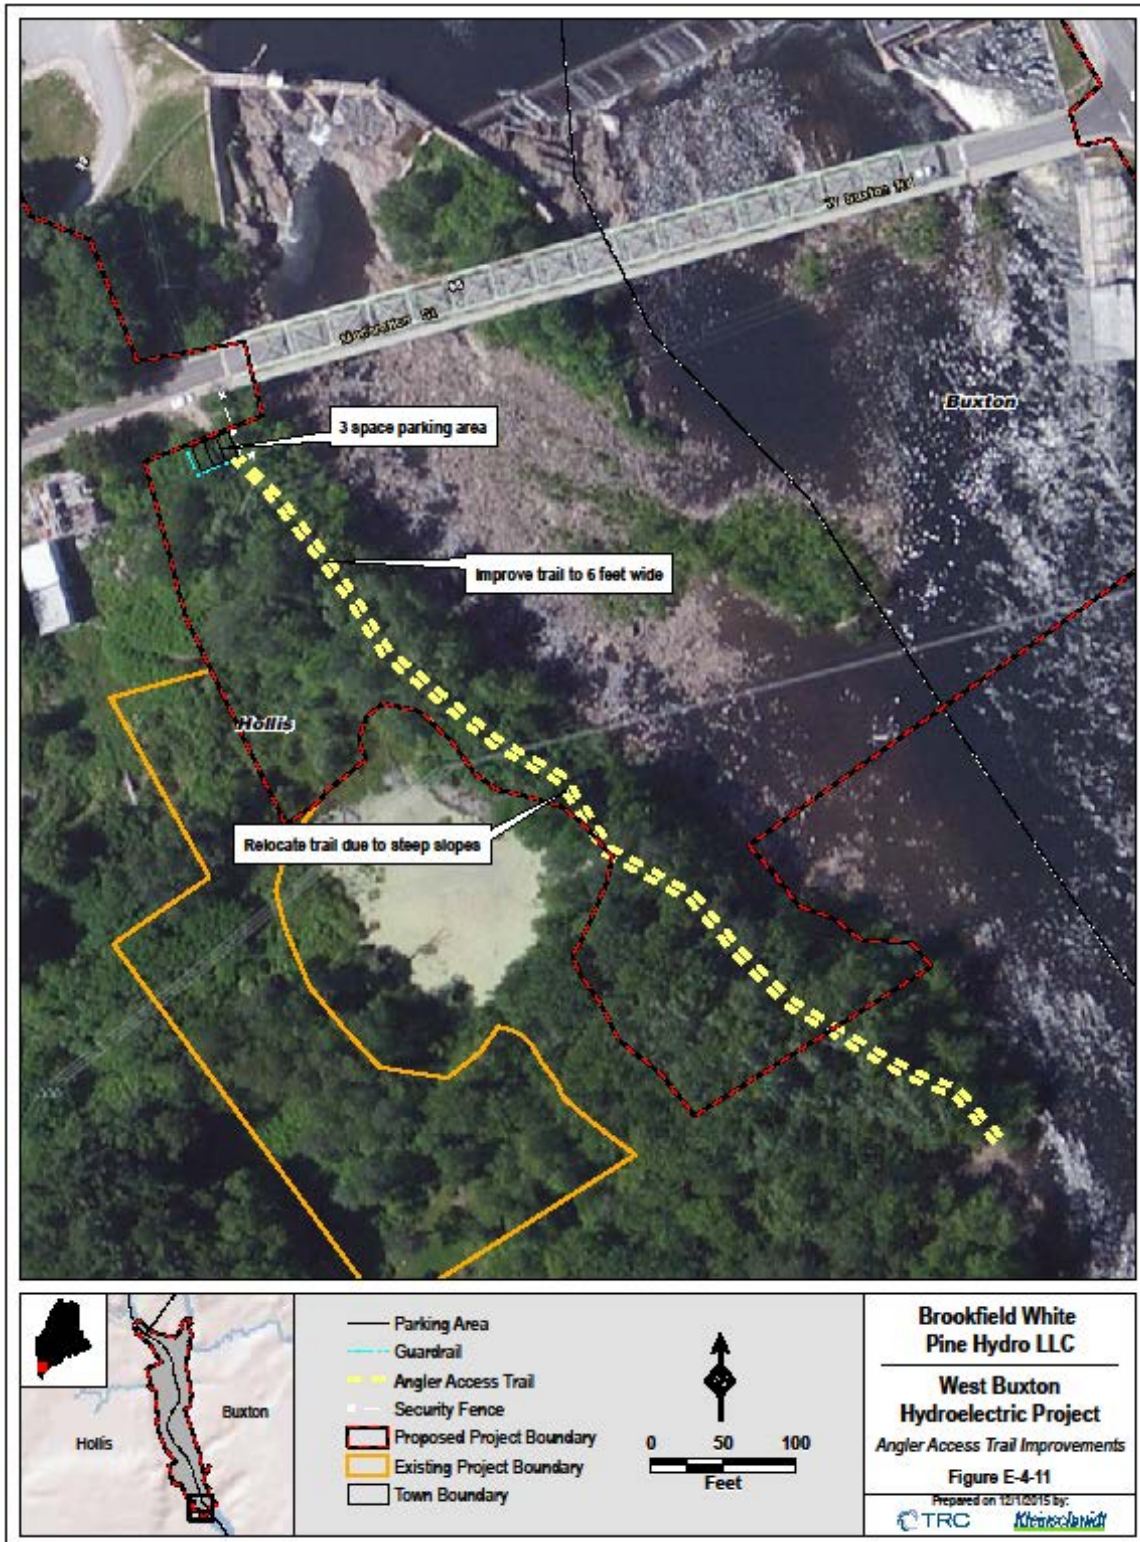 W Buxton Rd
Buxton
3 space parking area
Improve trail to 6 feet wide
Hollis
Relocate trail due to steep slopes
Buxton
Hollis
Parking Area
Guardrail
Angler Access Trail
Security Fence
Proposed Project Boundary
Existing Project Boundary
Town Boundary
0 50 100
Feet
Brookfield White
Pine Hydro LLC
West Buxton
Hydroelectric Project
Angler Access Trail Improvements
Figure E-4-11
Prepared on 12/1/2015 by:
TRC Kleinschmidt